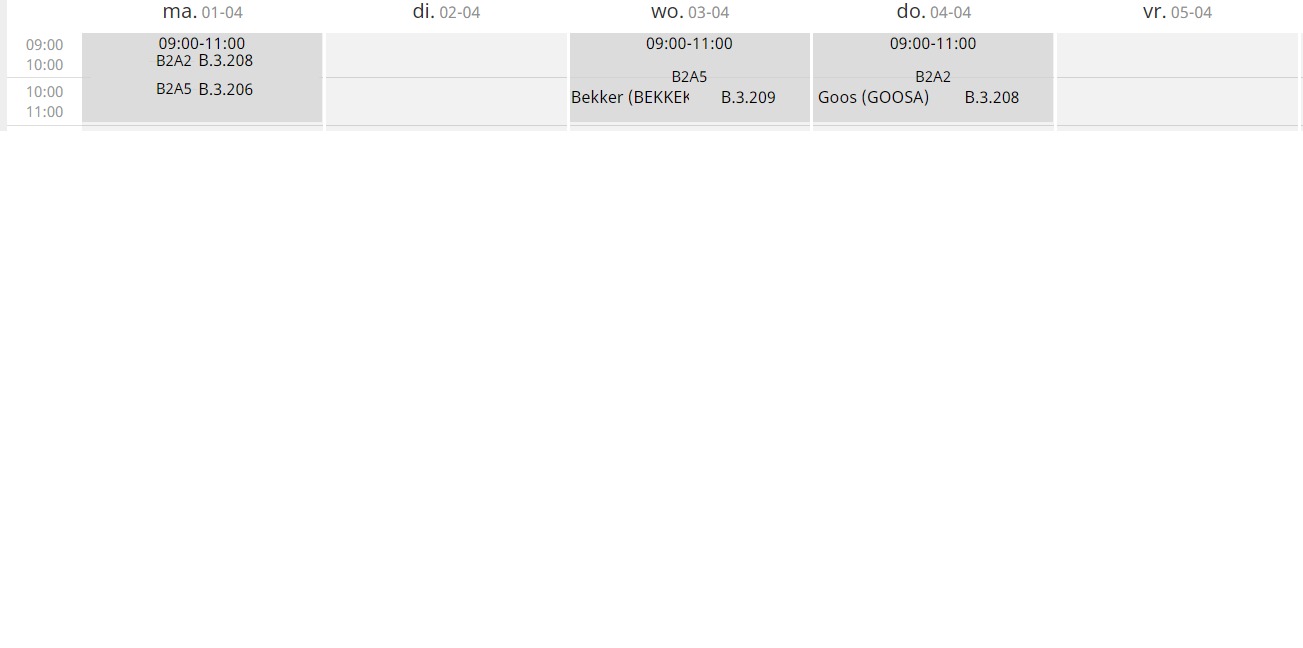 ma. 01-04 di. 02-04 wo. 03-04 do. 04-04 vr. 05-04
09:00 09:00-11:00 09:00-11:00 09:00-11:00
10:00 B2A2 B.3.208
B2A5 B2A2
10:00 B2A5 B.3.206 Bekker (BEKKEK B.3.209 Goos (GOOSA) B.3.208
11:00